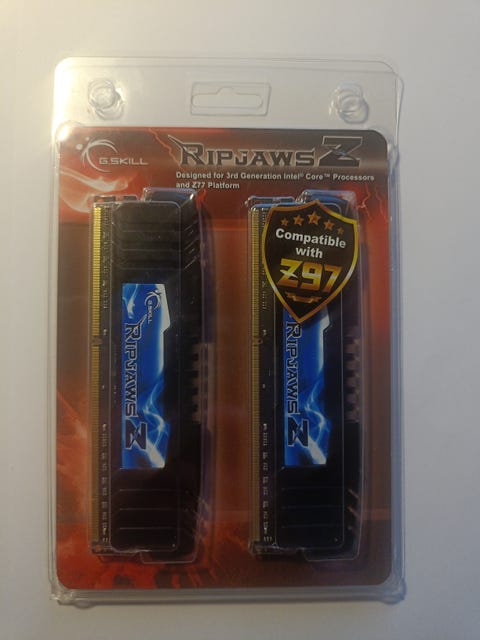 G.SKILL
RIPJAWS Z
Designed for 3rd Generation Intel® Core™ Processors
and Z77 Platform
Compatible
with
Z97
G.SKILL
RIPJAWS Z
RIPJAWS Z